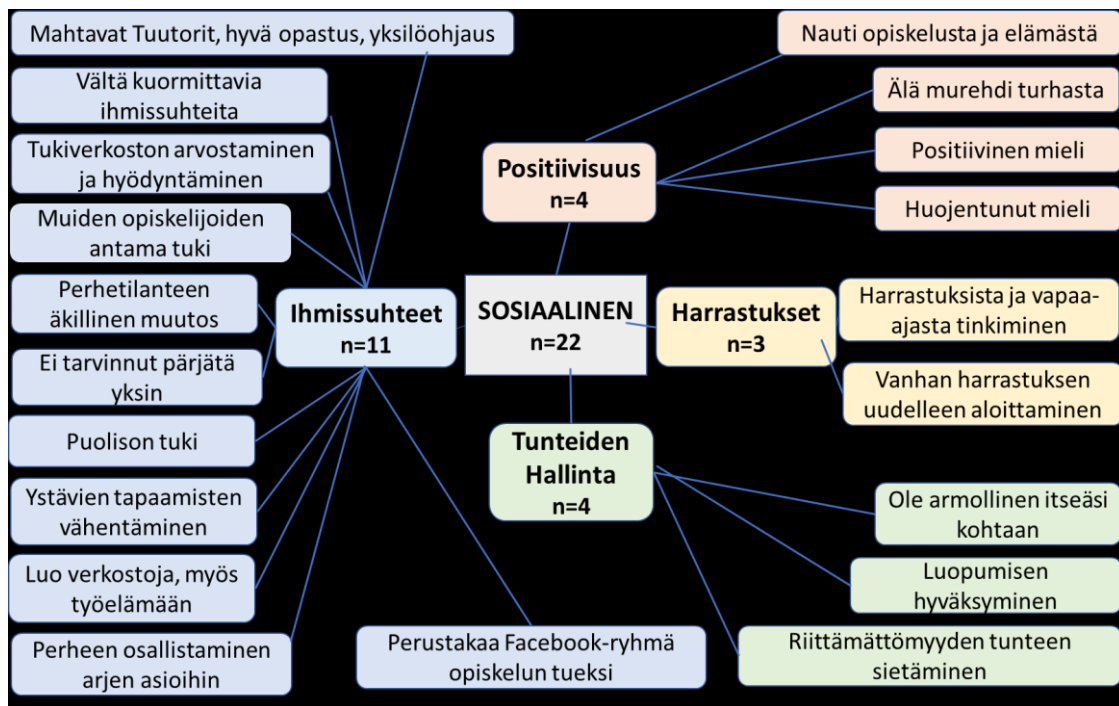 Mahtavat Tuutorit, hyvä opastus, yksilöohjaus
Vältä kuormittavia
ihmissuhteita
Tukiverkoston arvostaminen
ja hyödyntäminen
Muiden opiskelijoiden
antama tuki
Perhetilanteen
äkillinen muutos
Ei tarvinnut pärjätä
yksin
Puolison tuki
Ystävien tapaamisten
vähentäminen
Luo verkostoja, myös
työelämään
Perheen osallistaminen
arjen asioihin
Ihmissuhteet
n=11
Perustakaa Facebook-ryhmä
opiskelun tueksi
SOSIAALINEN
n=22
Positiivisuus
n=4
Nauti opiskelusta ja elämästä
Älä murehdi turhasta
Positiivinen mieli
Huojentunut mieli
Harrastukset
n=3
Harrastuksista ja vapaa-
ajasta tinkiminen
Vanhan harrastuksen
uudelleen aloittaminen
Tunteiden
Hallinta
n=4
Ole armollinen itseäsi
kohtaan
Luopumisen
hyväksyminen
Riittämättömyyden tunteen
sietäminen